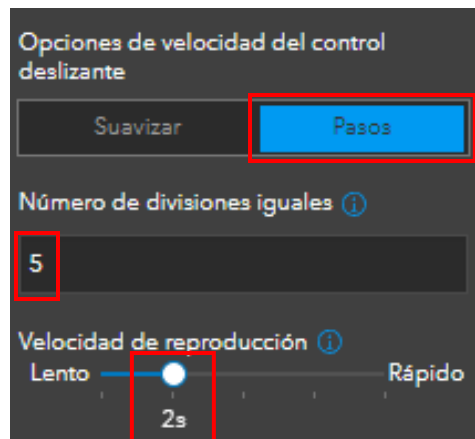 Opciones de velocidad del control
deslizante
Suavizar Pasos
Número de divisiones iguales
5
Velocidad de reproducción
Lento Rápido
2s